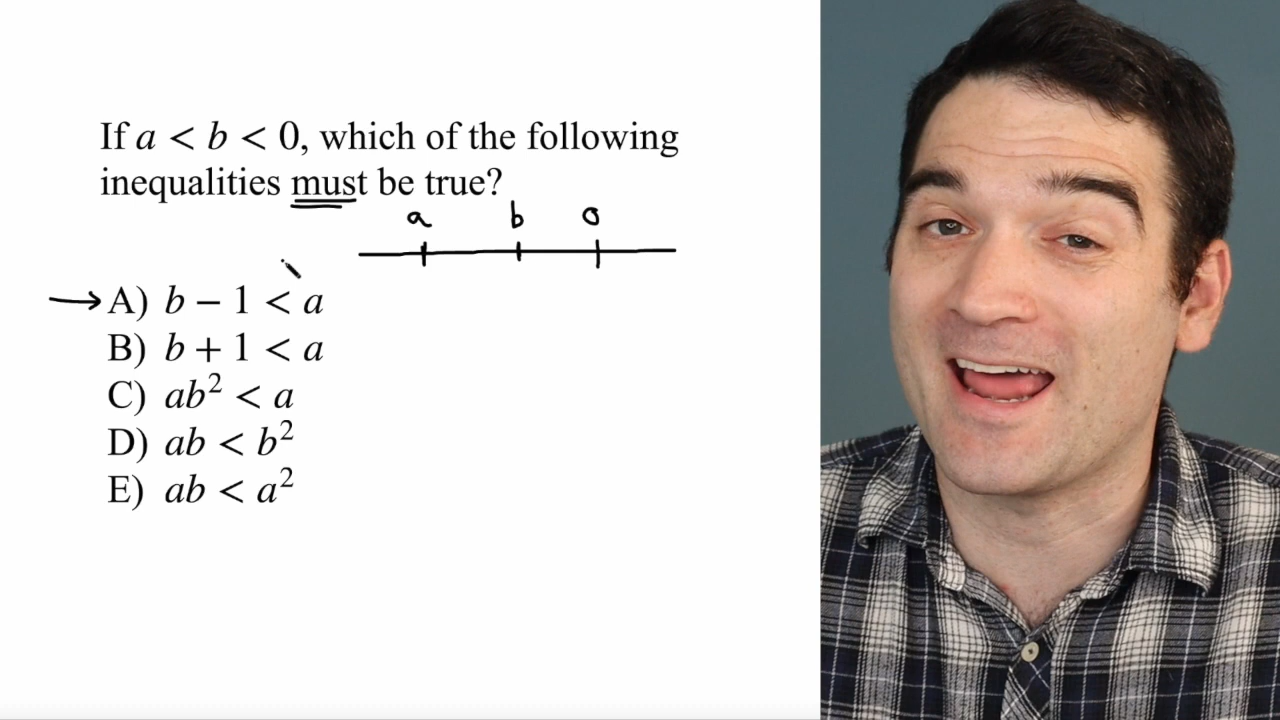 If a < b < 0, which of the following
inequalities must be true?
a b 0
A) b − 1 < a
B) b + 1 < a
C) ab² < a
D) ab < b²
E) ab < a²